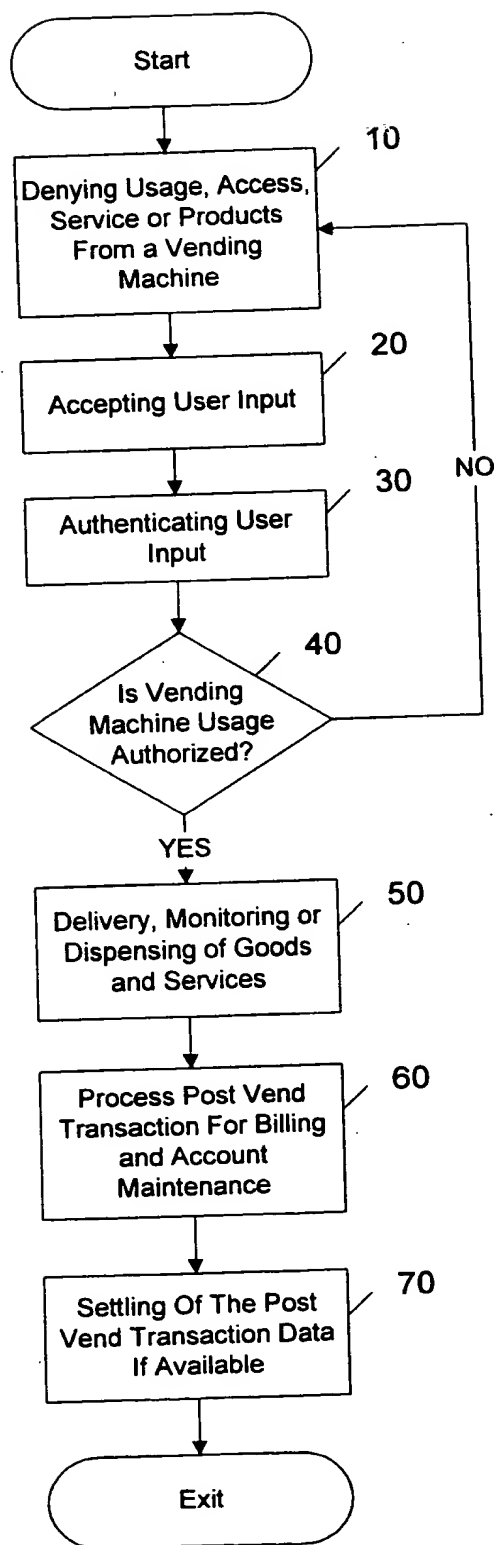 Start
10
Denying Usage, Access,
Service or Products
From a Vending
Machine
20
Accepting User Input
30
Authenticating User
Input
NO
40
Is Vending
Machine Usage
Authorized?
YES
50
Delivery, Monitoring or
Dispensing of Goods
and Services
60
Process Post Vend
Transaction For Billing
and Account
Maintenance
70
Settling Of The Post
Vend Transaction Data
If Available
Exit